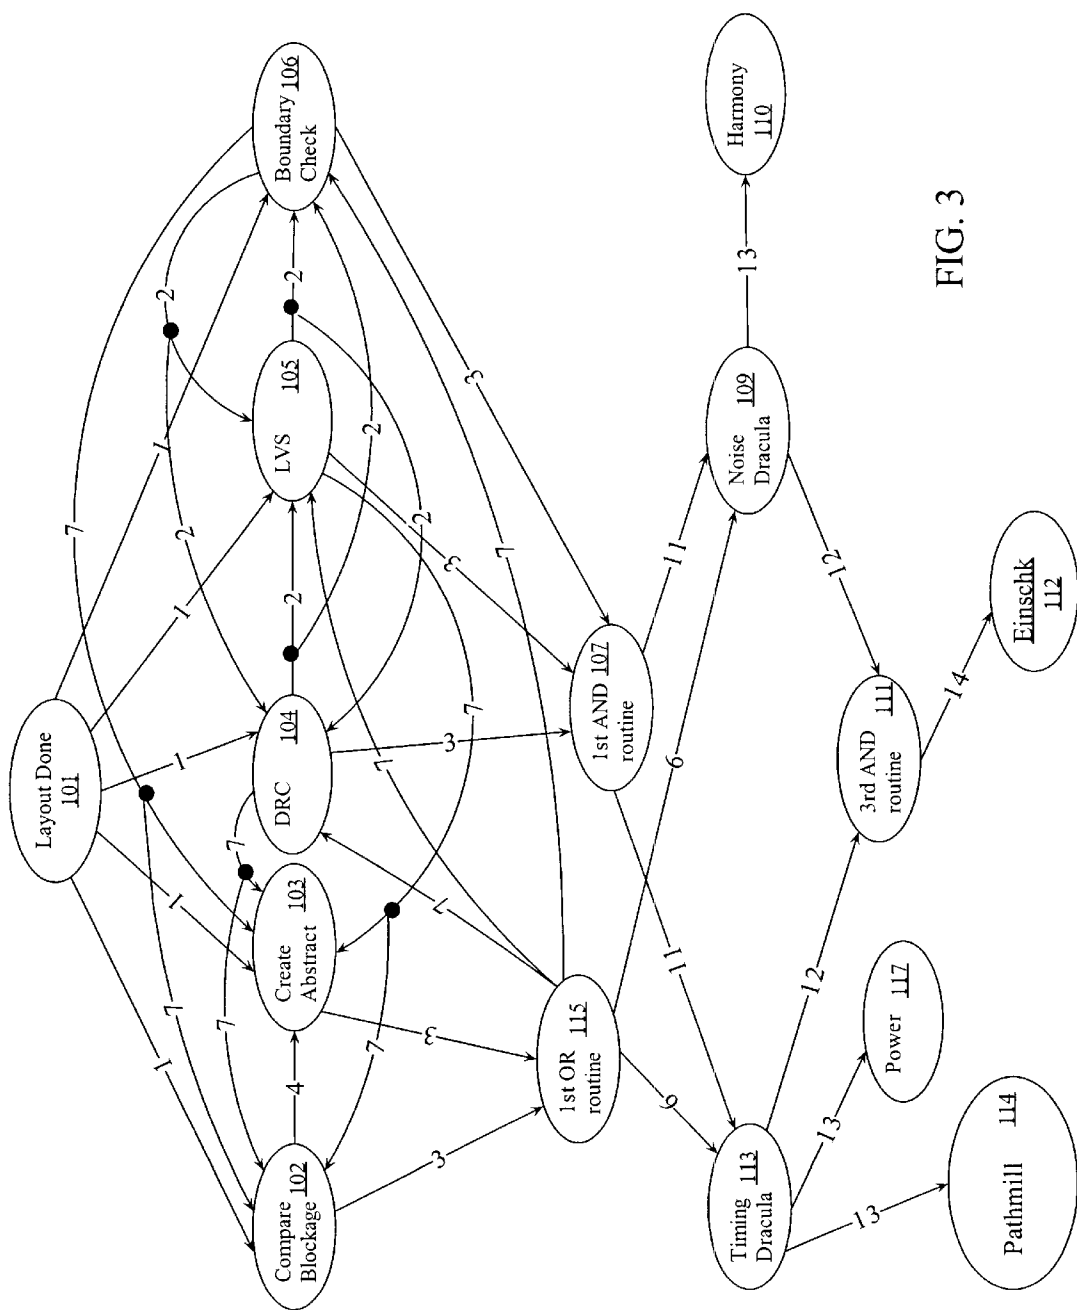 Layout Done
101
7
1
1
1
1
1
2
7
2
7
7
Compare
Blockage 102
4
Create
Abstract 103
DRC 104
2
LVS 105
2
Boundary 106
Check
7
2
2
7
3
3
7
7
3
3
7
3
1st OR 115
routine
1st AND 107
routine
6
11
6
11
Timing 113
Dracula
Noise 109
Dracula
13
Harmony
110
13
13
12
12
Power 117
3rd AND 111
routine
14
Pathmill 114
Einschk
112
FIG. 3